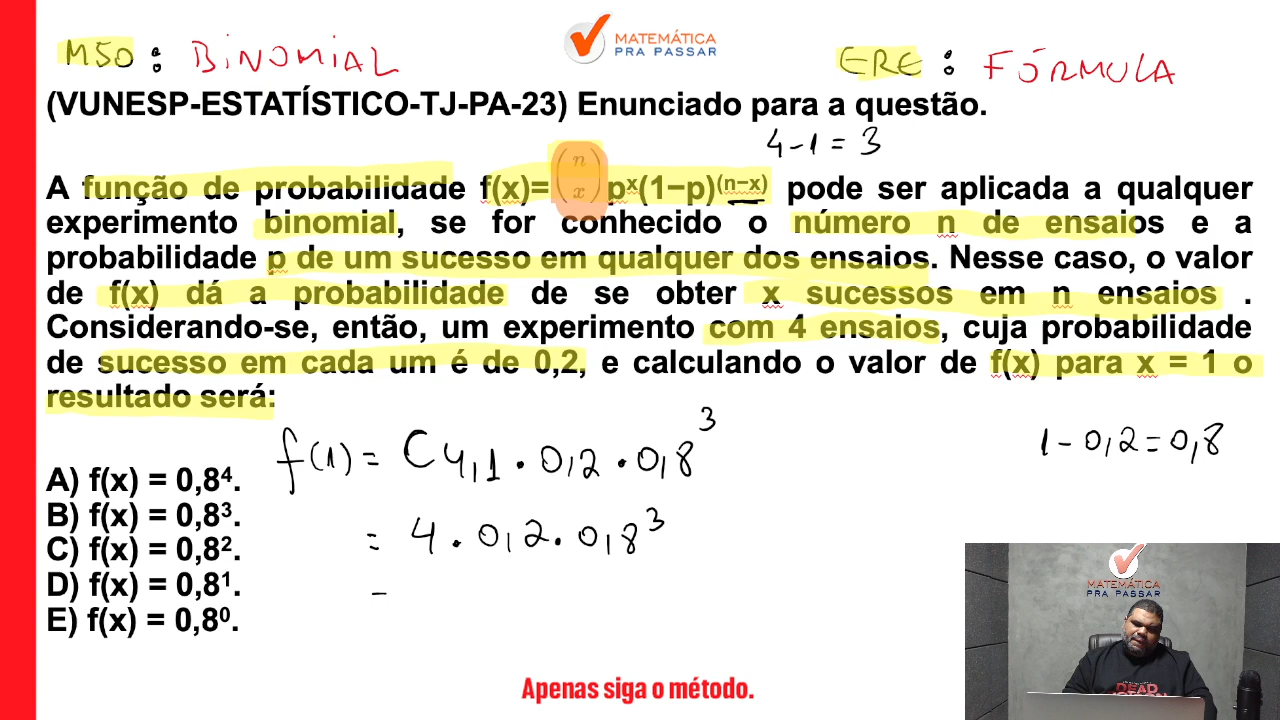 MATEMÁTICA
PRA PASSAR
M50 : BINOMIAL
ERE : FÓRMULA
(VUNESP-ESTATÍSTICO-TJ-PA-23) Enunciado para a questão.
4-1 = 3
A função de probabilidade f(x)=(n x) pˣ(1−p)⁽ⁿ⁻ˣ⁾ pode ser aplicada a qualquer
experimento binomial, se for conhecido o número n de ensaios e a
probabilidade p de um sucesso em qualquer dos ensaios. Nesse caso, o valor
de f(x) dá a probabilidade de se obter x sucessos em n ensaios .
Considerando-se, então, um experimento com 4 ensaios, cuja probabilidade
de sucesso em cada um é de 0,2, e calculando o valor de f(x) para x = 1 o
resultado será:
f(1) = C4,1 . 0,2 . 0,8³
1 - 0,2 = 0,8
= 4 . 0,2 . 0,8³
=
A) f(x) = 0,8⁴.
B) f(x) = 0,8³.
C) f(x) = 0,8².
D) f(x) = 0,8¹.
E) f(x) = 0,8⁰.
MATEMÁTICA
PRA PASSAR
DEAD
Apenas siga o método.